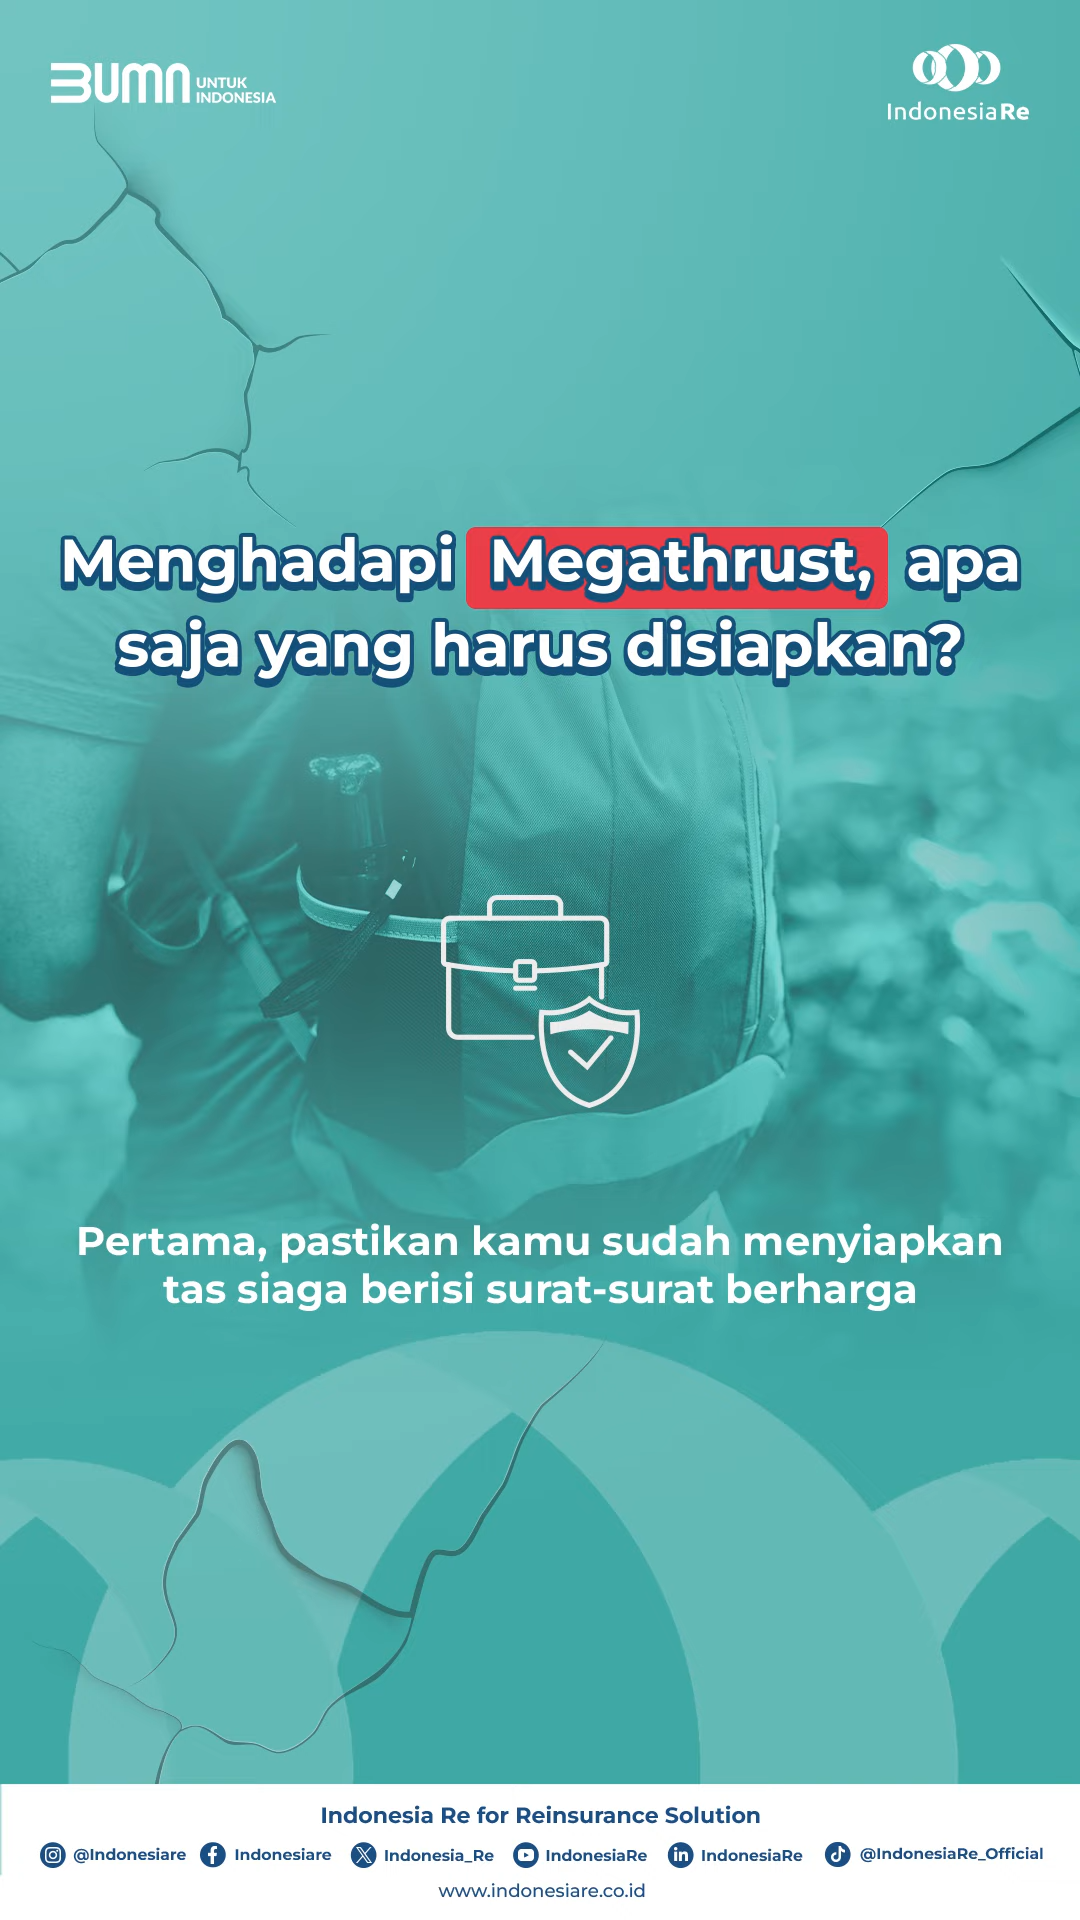 BUMN UNTUK
INDONESIA
IndonesiaRe
Menghadapi Megathrust, apa
saja yang harus disiapkan?
Pertama, pastikan kamu sudah menyiapkan
tas siaga berisi surat-surat berharga
Indonesia Re for Reinsurance Solution
@Indonesiare Indonesiare Indonesia_Re IndonesiaRe IndonesiaRe @IndonesiaRe_Official
www.indonesiare.co.id